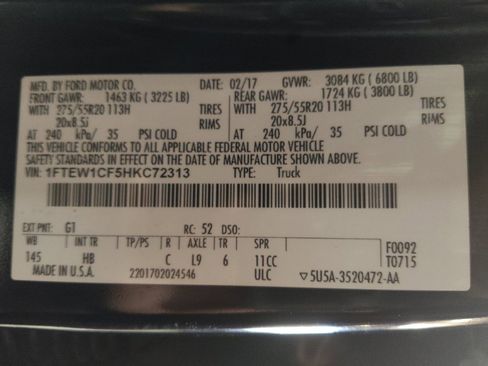 MFD. BY FORD MOTOR CO. DATE: 02/17 GVWR: 3084 KG ( 6800 LB)
FRONT GAWR: 1463 KG ( 3225 LB) REAR GAWR: 1724 KG ( 3800 LB)
WITH 275/55R20 113H TIRES WITH 275/55R20 113H TIRES
20x8.5J RIMS 20x8.5J RIMS
AT 240 kPa/ 35 PSI COLD AT 240 kPa/ 35 PSI COLD
THIS VEHICLE CONFORMS TO ALL APPLICABLE FEDERAL MOTOR VEHICLE
SAFETY AND THEFT PREVENTION STANDARDS IN EFFECT ON THE DATE OF MANUFACTURE SHOWN ABOVE.
VIN: 1FTEW1CF5HKC72313 TYPE: Truck
EXT PNT: G1 RC: 52 DSO:
WB INT TR TP/PS R AXLE TR SPR F0092
145 HB C L9 6 11CC T0715
MADE IN U.S.A. 2201702024546 ULC ▽5U5A-3520472-AA